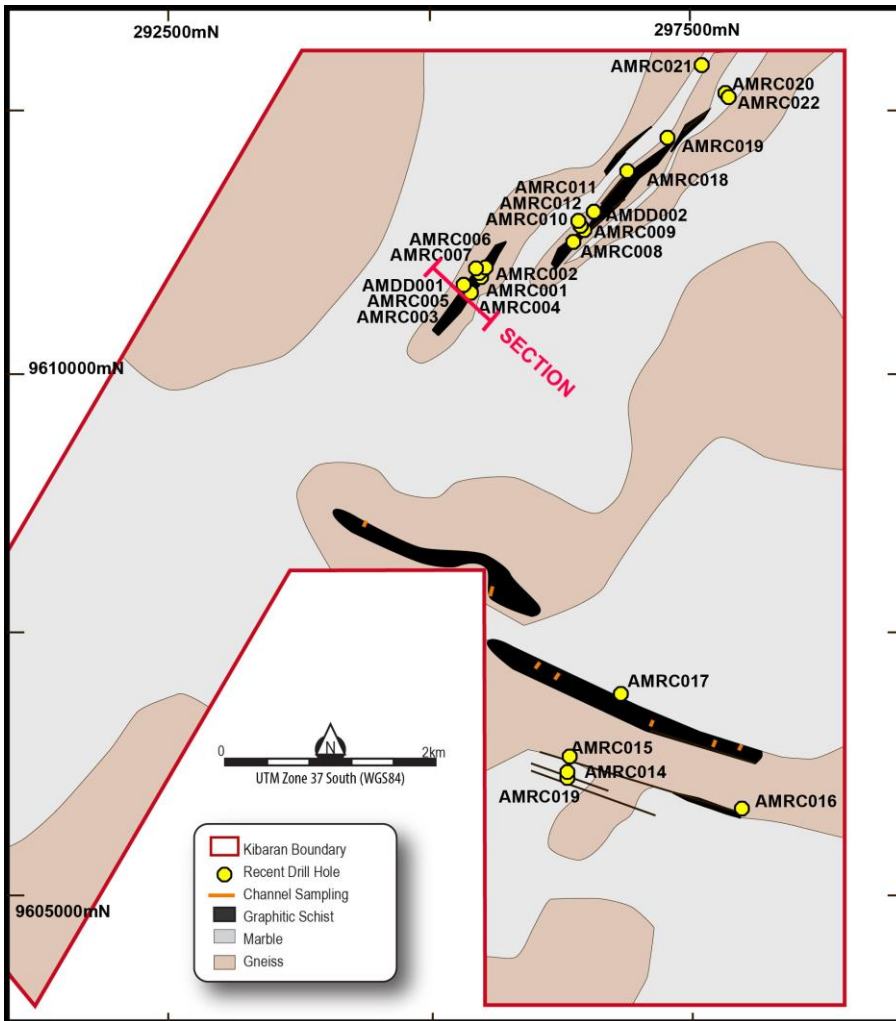 292500mN
297500mN
AMRC021
AMRC020
AMRC022
AMRC019
AMRC018
AMRC011
AMRC012
AMRC010
AMDD002
AMRC009
AMRC008
AMRC006
AMRC007
AMRC002
AMDD001
AMRC001
AMRC005
AMRC004
AMRC003
SECTION
9610000mN
AMRC017
AMRC015
AMRC014
AMRC019
AMRC016
0
N
2km
UTM Zone 37 South (WGS84)
Kibaran Boundary
Recent Drill Hole
Channel Sampling
Graphitic Schist
Marble
Gneiss
9605000mN